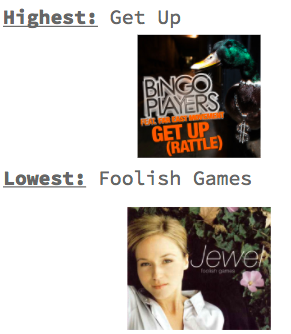 Highest: Get Up
BINGO
PLAYERS
FEAT. FAR EAST MOVEMENT
GET UP
(RATTLE)
Lowest: Foolish Games
Jewel
foolish games